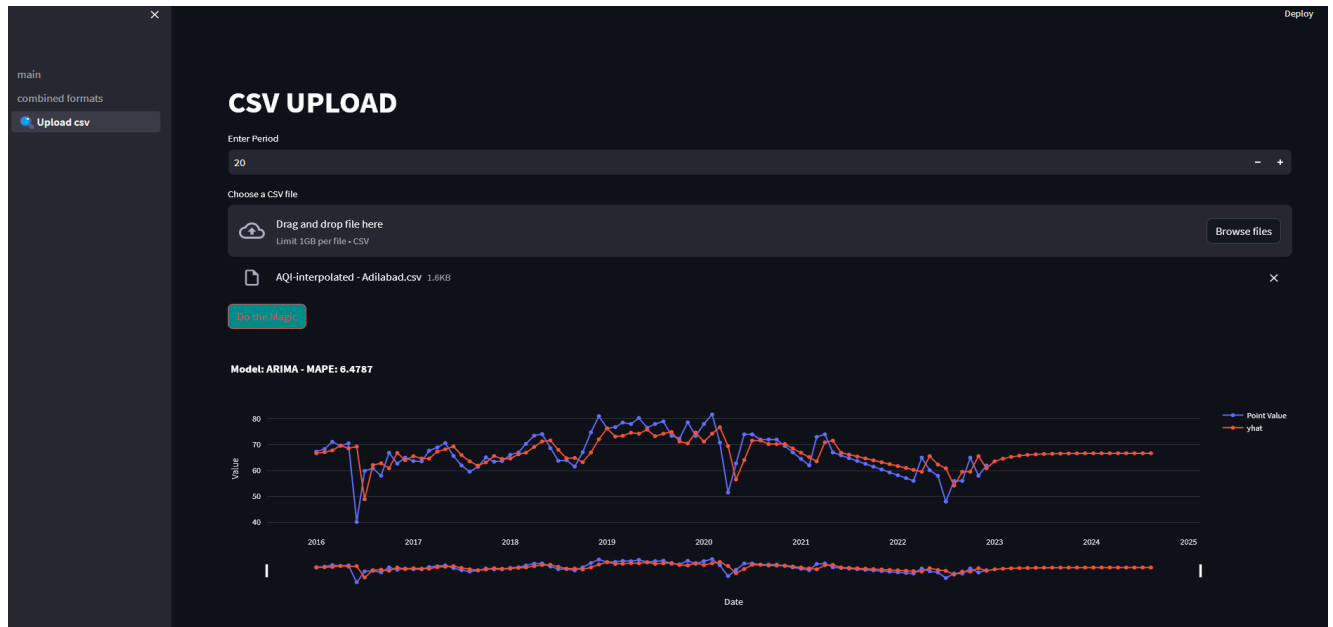 Deploy
main
combined formats
Upload csv
CSV UPLOAD
Enter Period
20
Choose a CSV file
Drag and drop file here
Limit 1GB per file • CSV
Browse files
AQI-interpolated - Adilabad.csv 1.6KB
Do the Magic
Model: ARIMA - MAPE: 6.4787
Point Value
yhat
80
70
60
50
40
Value
2016 2017 2018 2019 2020 2021 2022 2023 2024 2025
Date